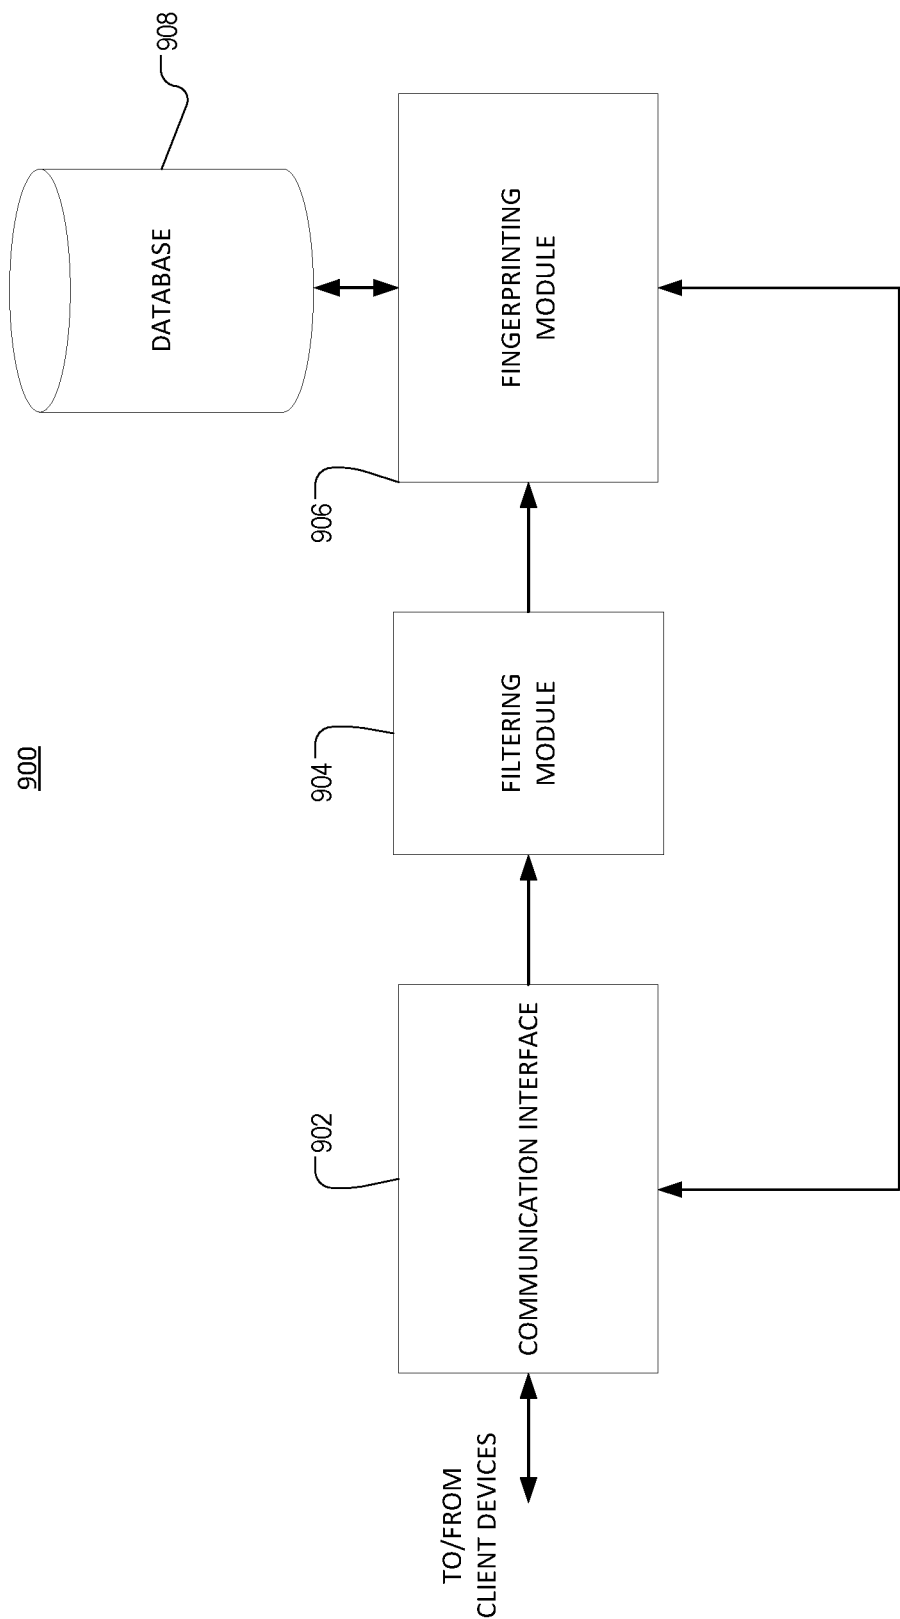 900
908
DATABASE
906
FINGERPRINTING
MODULE
904
FILTERING
MODULE
902
COMMUNICATION INTERFACE
TO/FROM
CLIENT DEVICES